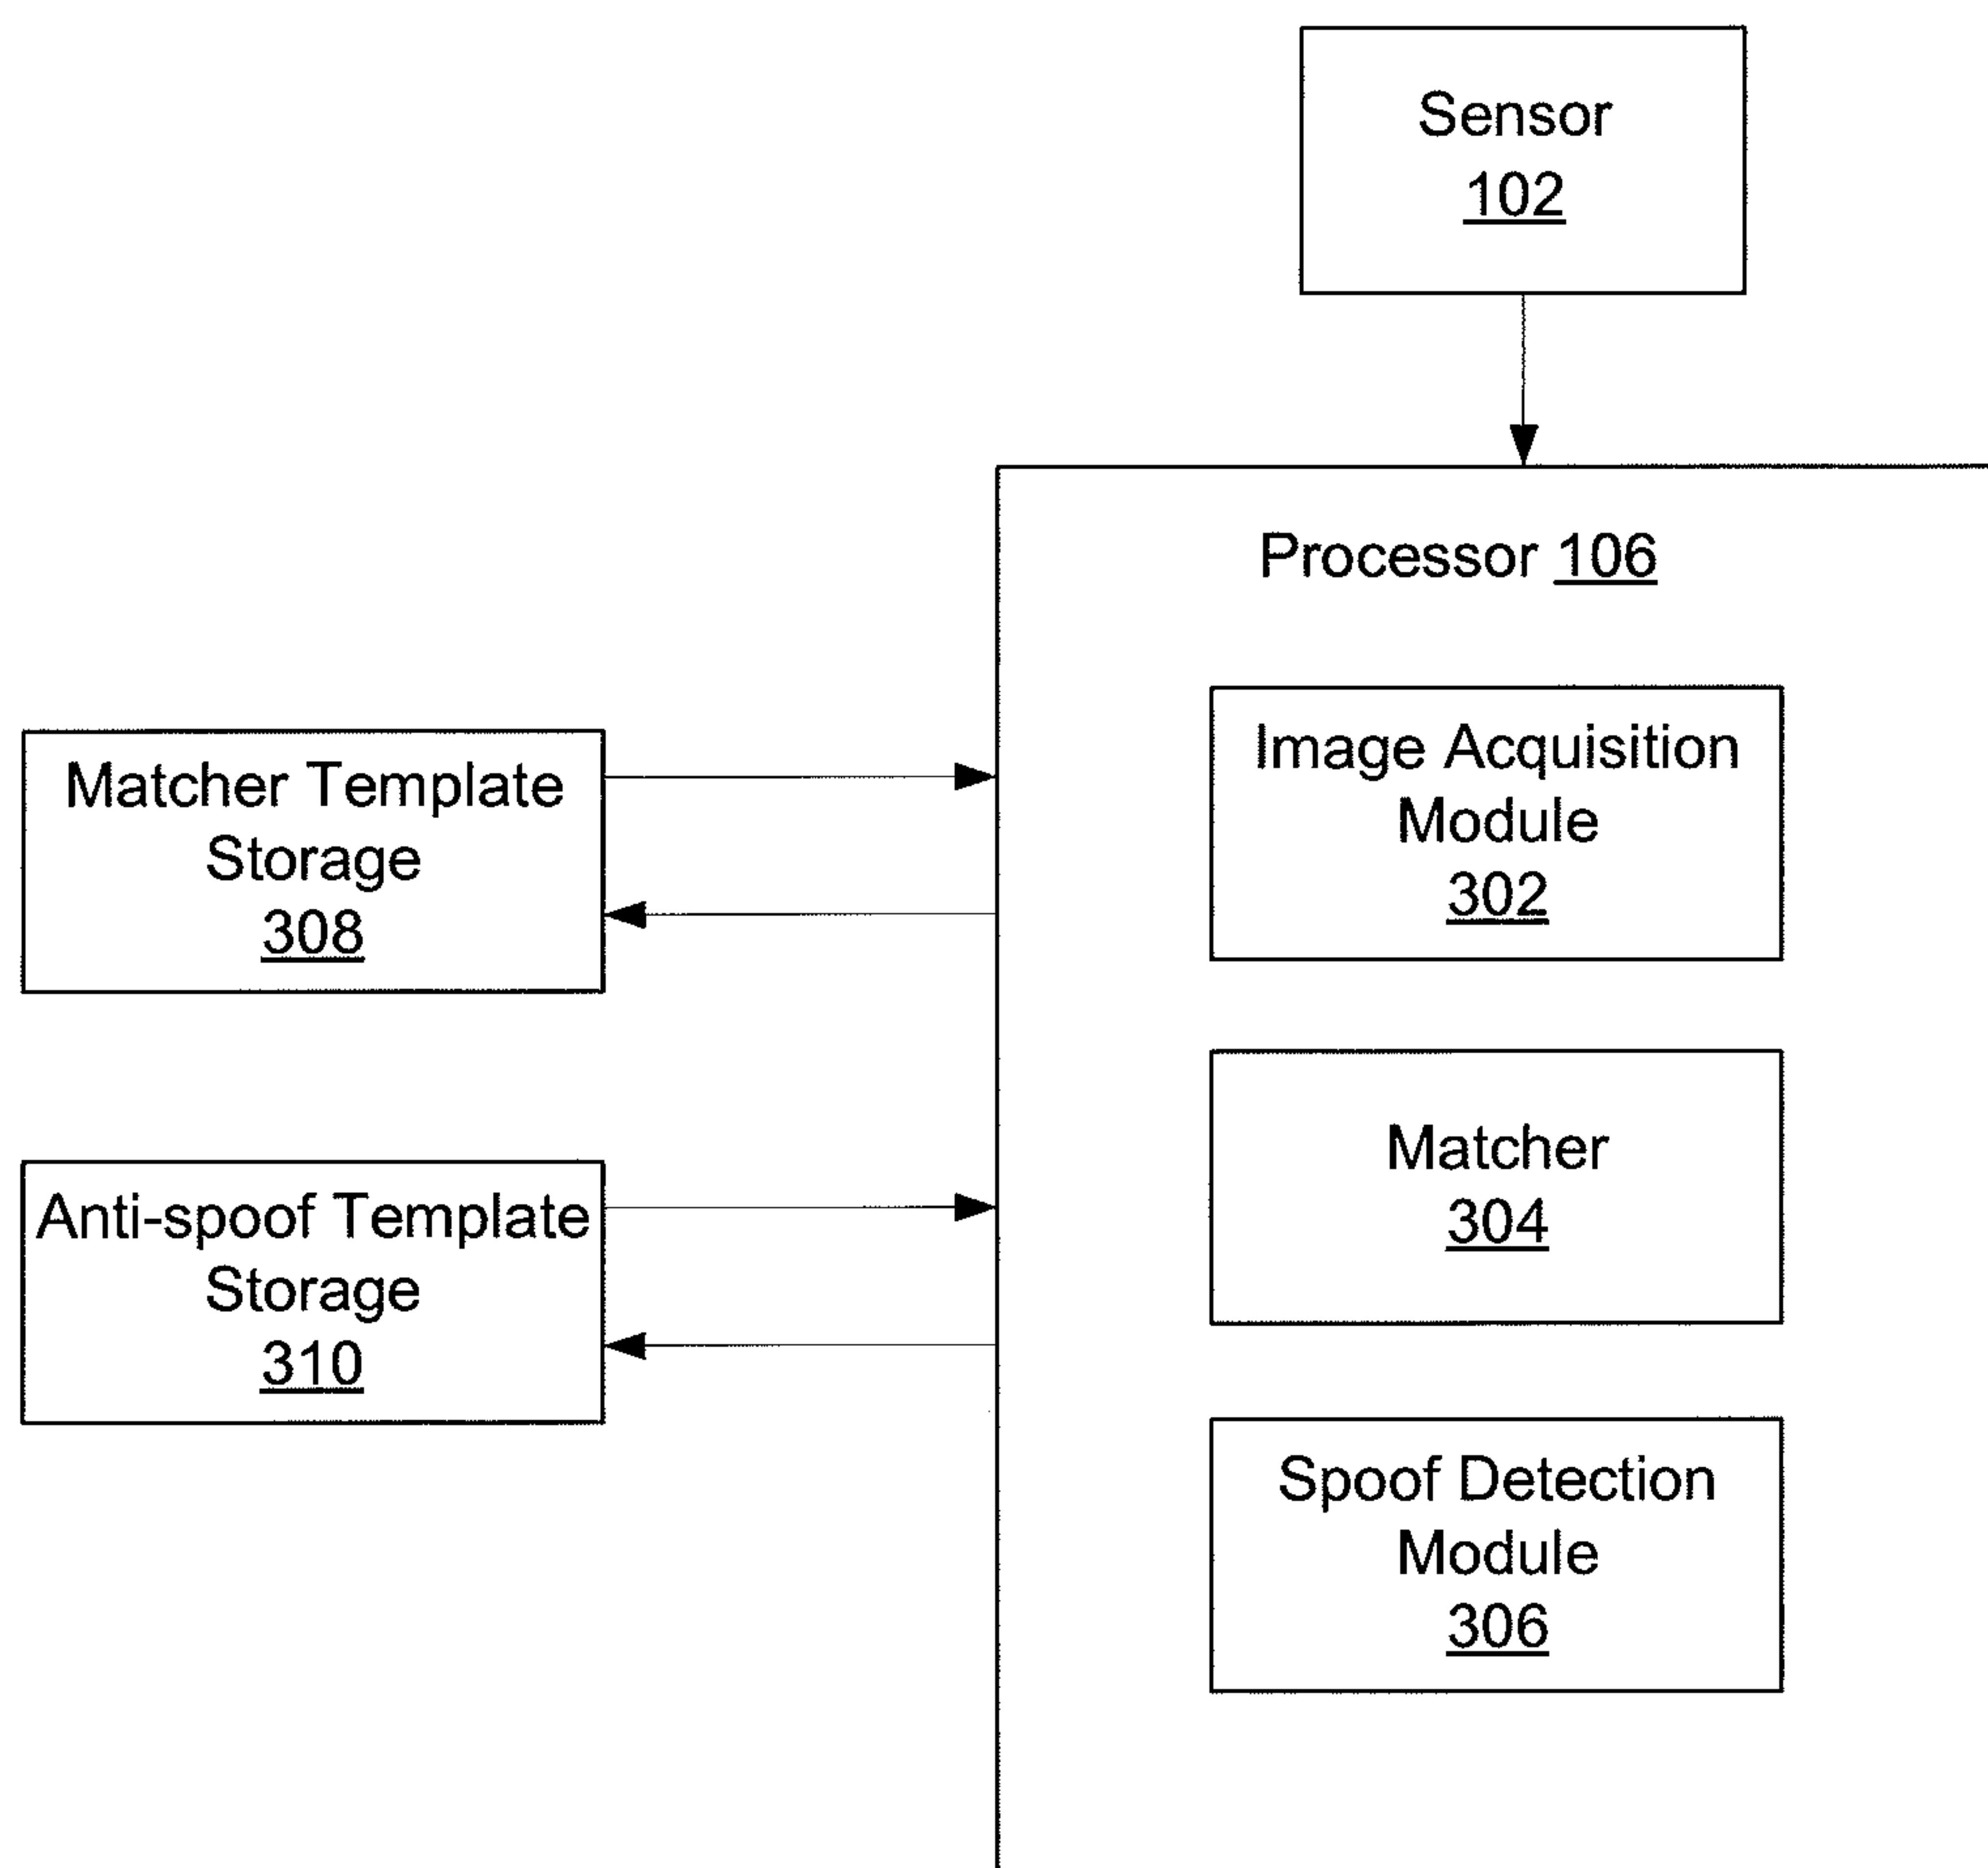 Sensor
102
Processor 106
Image Acquisition
Module
302
Matcher Template
Storage
308
Matcher
304
Anti-spoof Template
Storage
310
Spoof Detection
Module
306